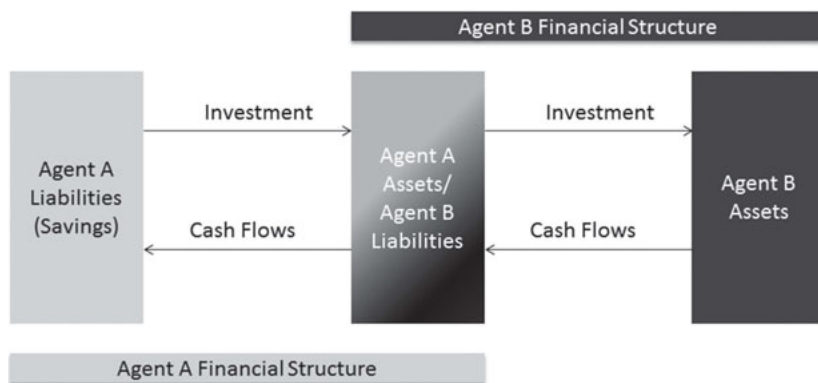 Agent B Financial Structure
Investment
Investment
Agent A
Liabilities
(Savings)
Agent A
Assets/
Agent B
Liabilities
Agent B
Assets
Cash Flows
Cash Flows
Agent A Financial Structure